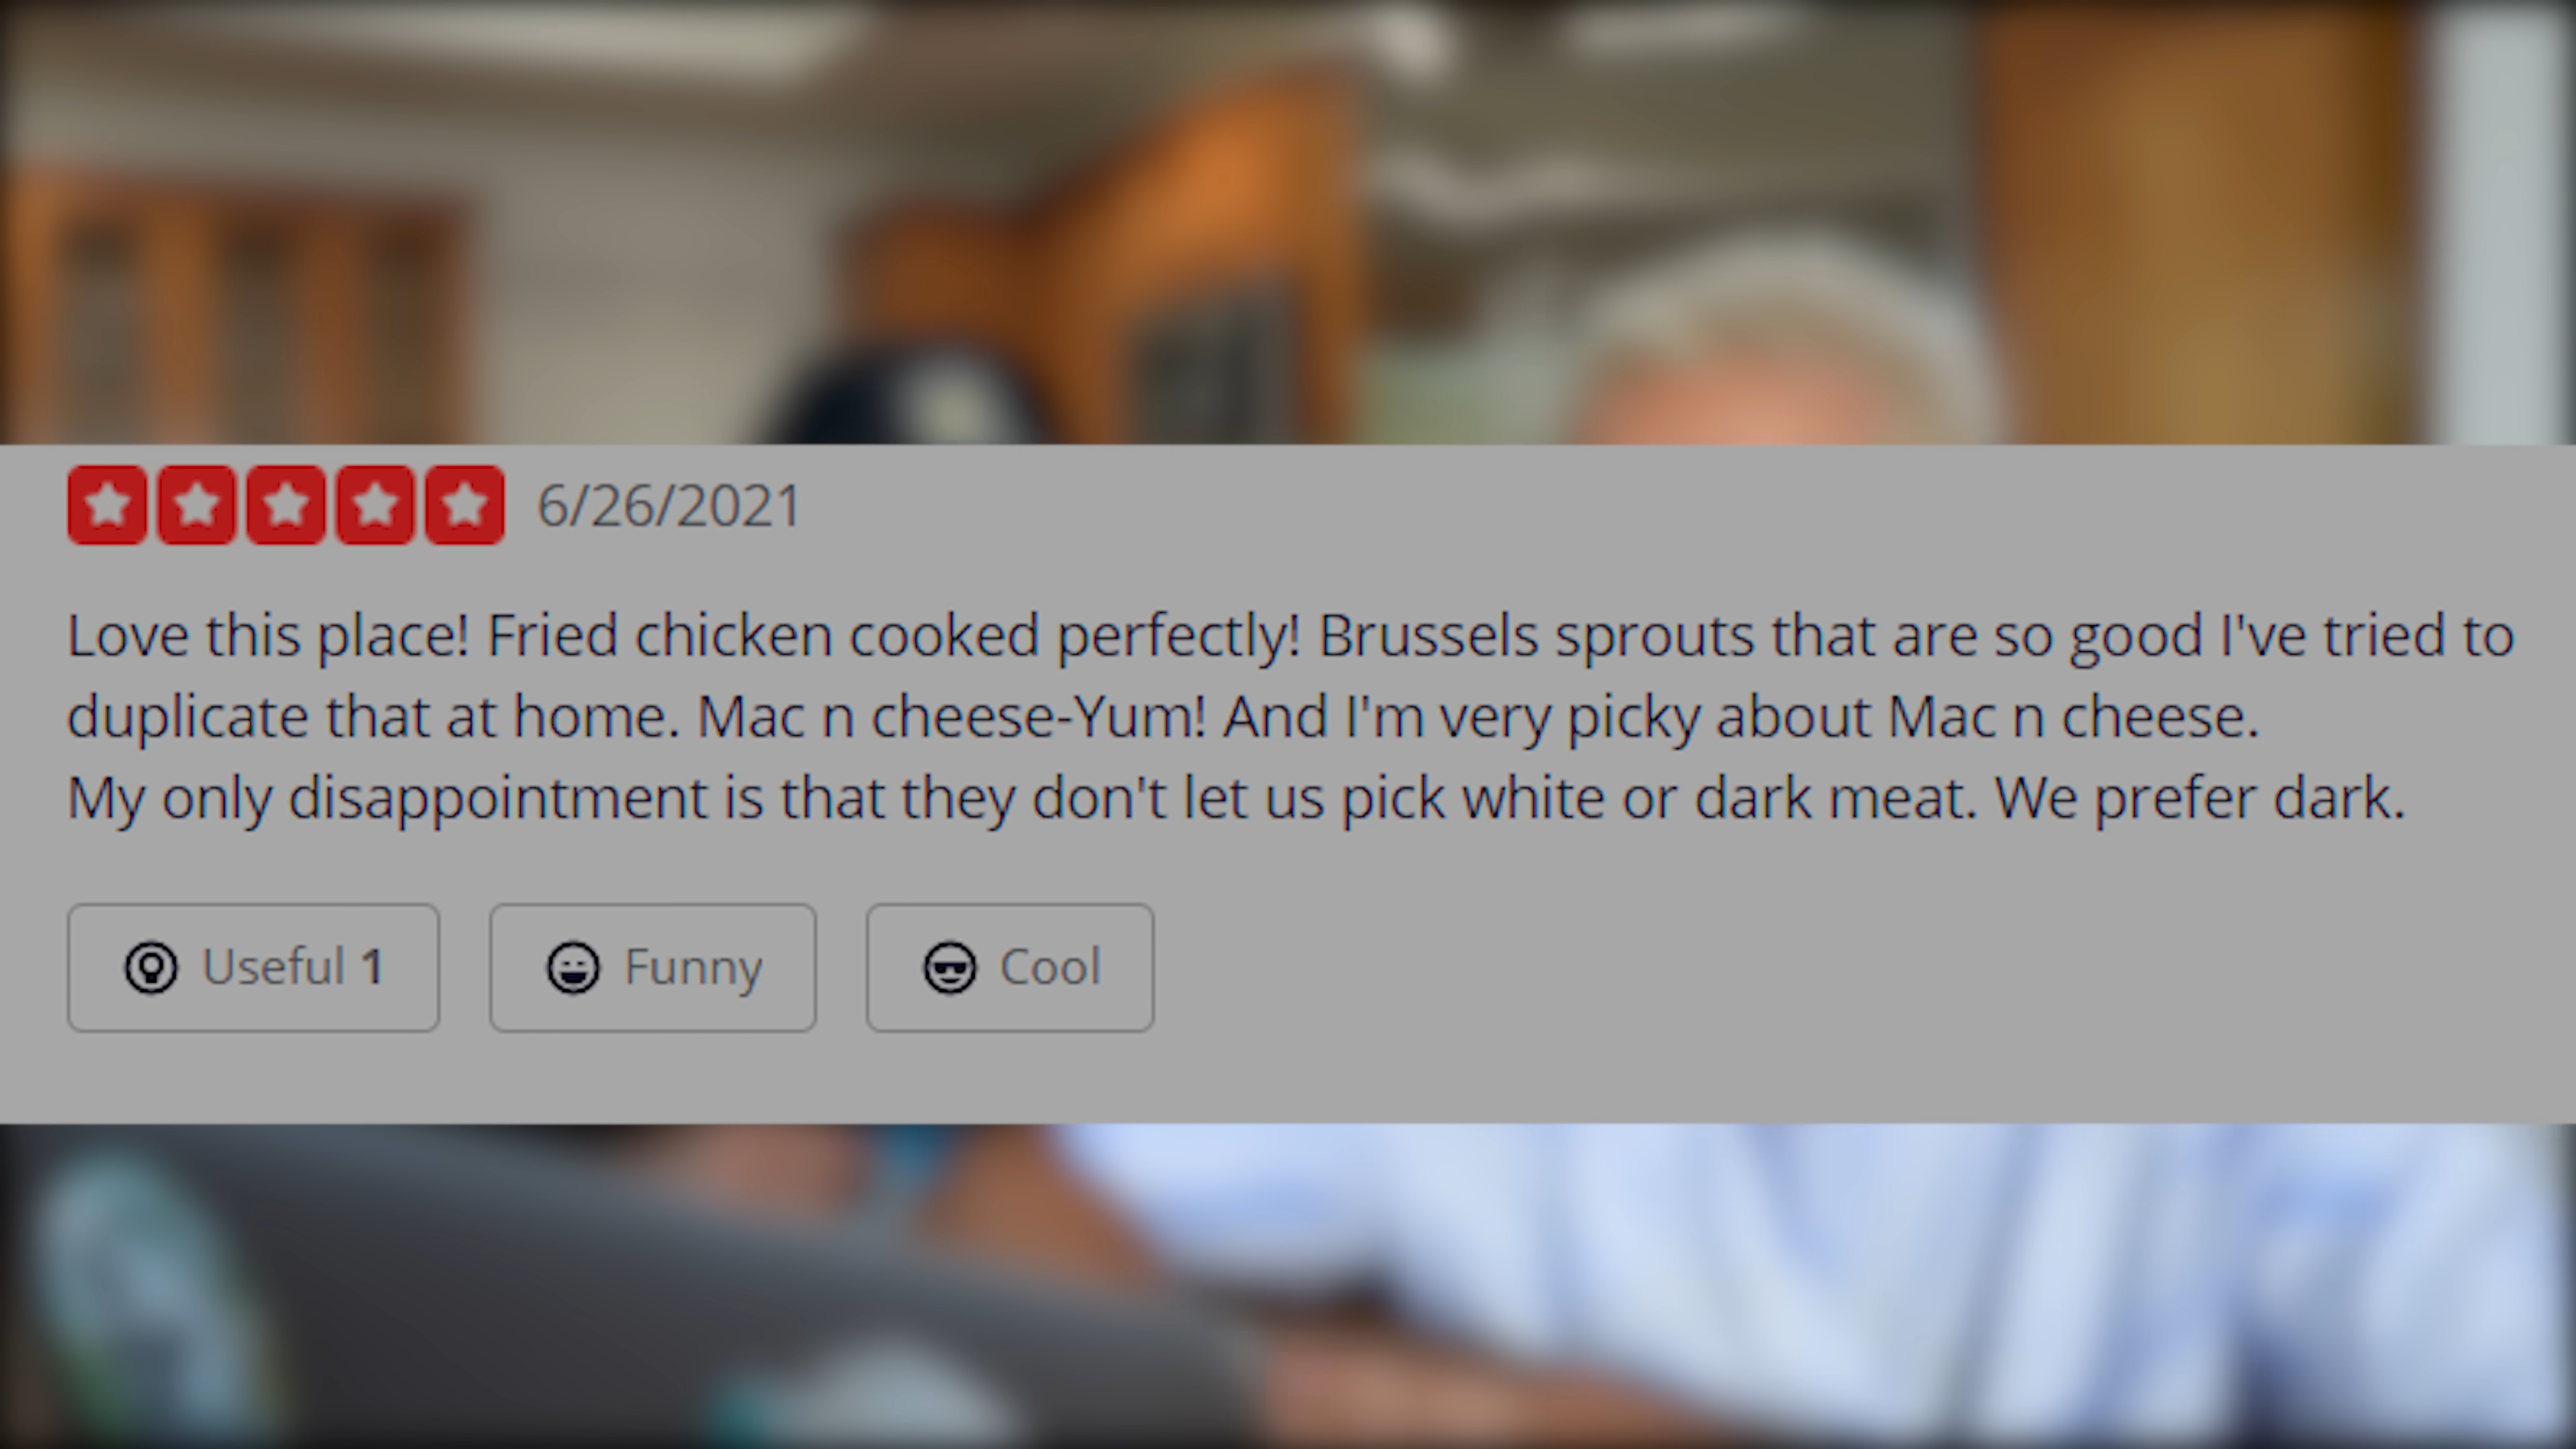 6/26/2021
Love this place! Fried chicken cooked perfectly! Brussels sprouts that are so good I've tried to
duplicate that at home. Mac n cheese-Yum! And I'm very picky about Mac n cheese.
My only disappointment is that they don't let us pick white or dark meat. We prefer dark.
Useful 1 Funny Cool